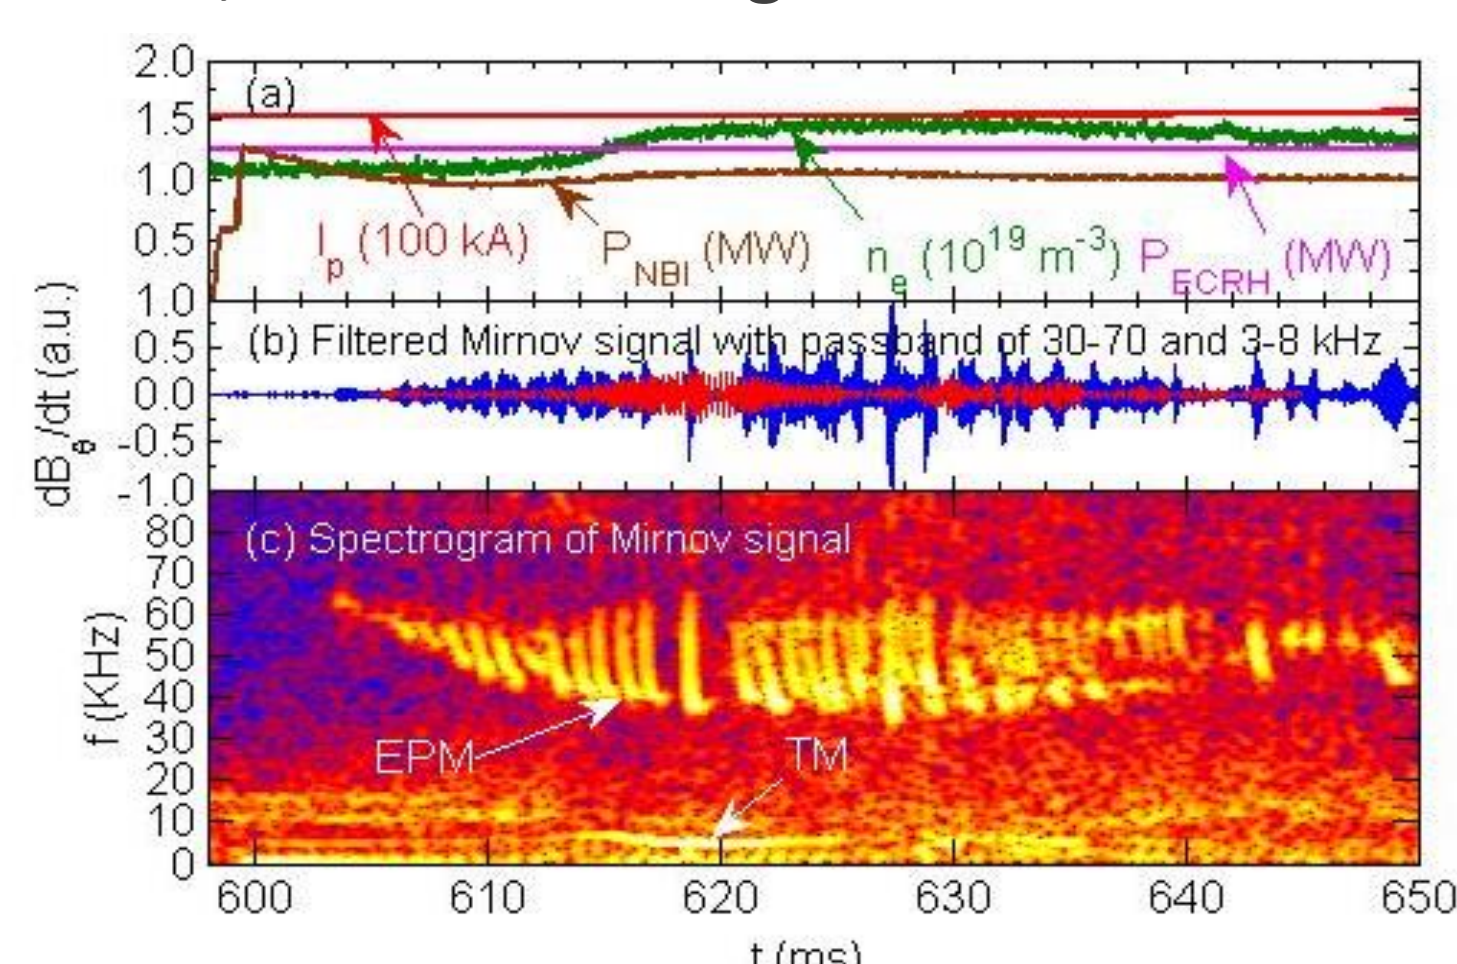 2.0
(a)
1.5
1.0
0.5
I_p (100 kA)
P_NBI (MW)
n_e (10^19 m^-3)
P_ECRH (MW)
1.0
(b) Filtered Mirnov signal with passband of 30-70 and 3-8 kHz
0.5
0.0
-0.5
-1.0
dB_θ/dt (a.u.)
(c) Spectrogram of Mirnov signal
80
70
60
50
40
30
20
10
0
f (KHz)
EPM
TM
600 610 620 630 640 650
t (ms)